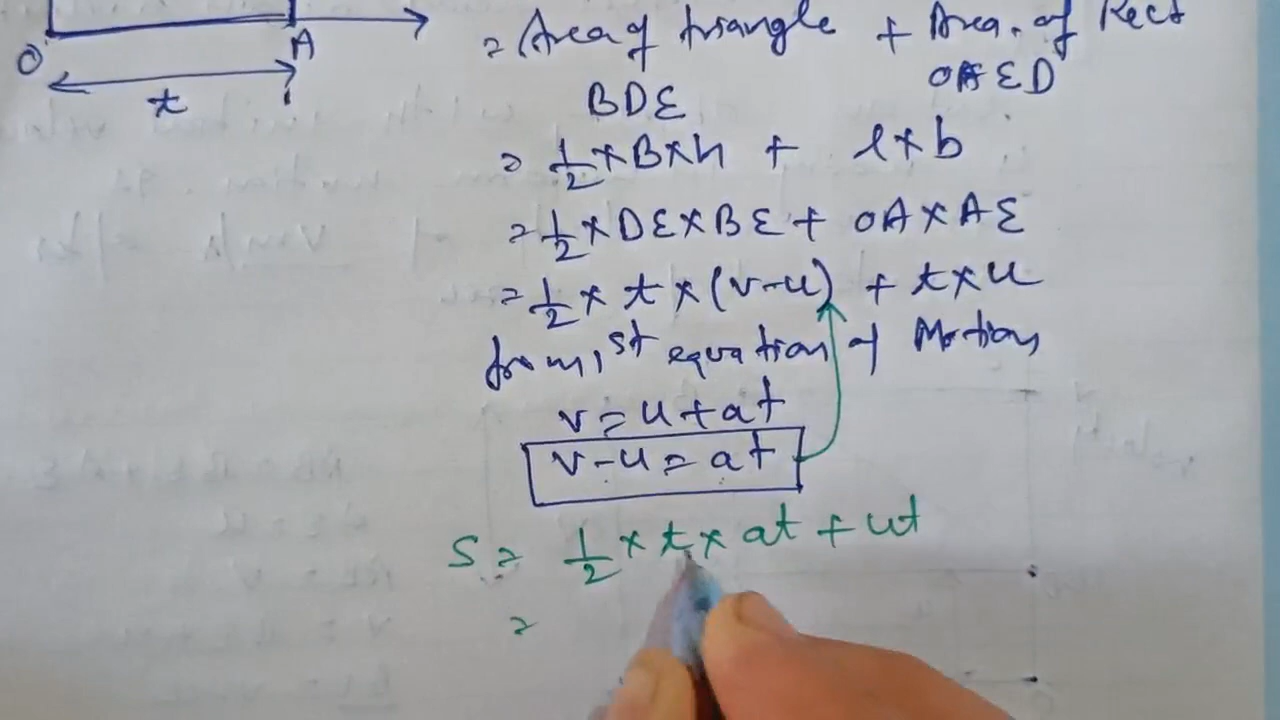 O A
t
= Area of triangle + Area. of Rect
BDE OAED
= 1/2 × B × h + l × b
= 1/2 × DE × BE + OA × AE
= 1/2 × t × (v-u) + t × u
from 1st equation of Motion
v = u + at
v - u = at
S = 1/2 × t × at + ut
=